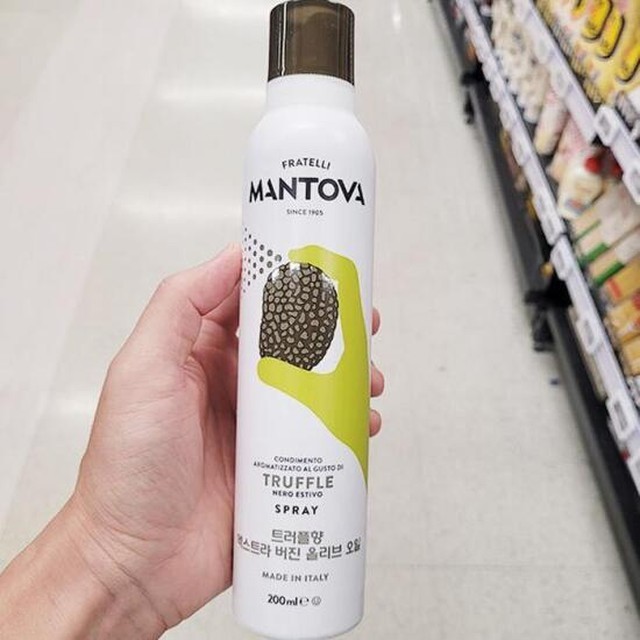 FRATELLI
MANTOVA
SINCE 1905
CONDIMENTO
AROMATIZZATO AL GUSTO DI
TRUFFLE
NERO ESTIVO
SPRAY
트러플향
엑스트라 버진 올리브 오일
MADE IN ITALY
200ml e